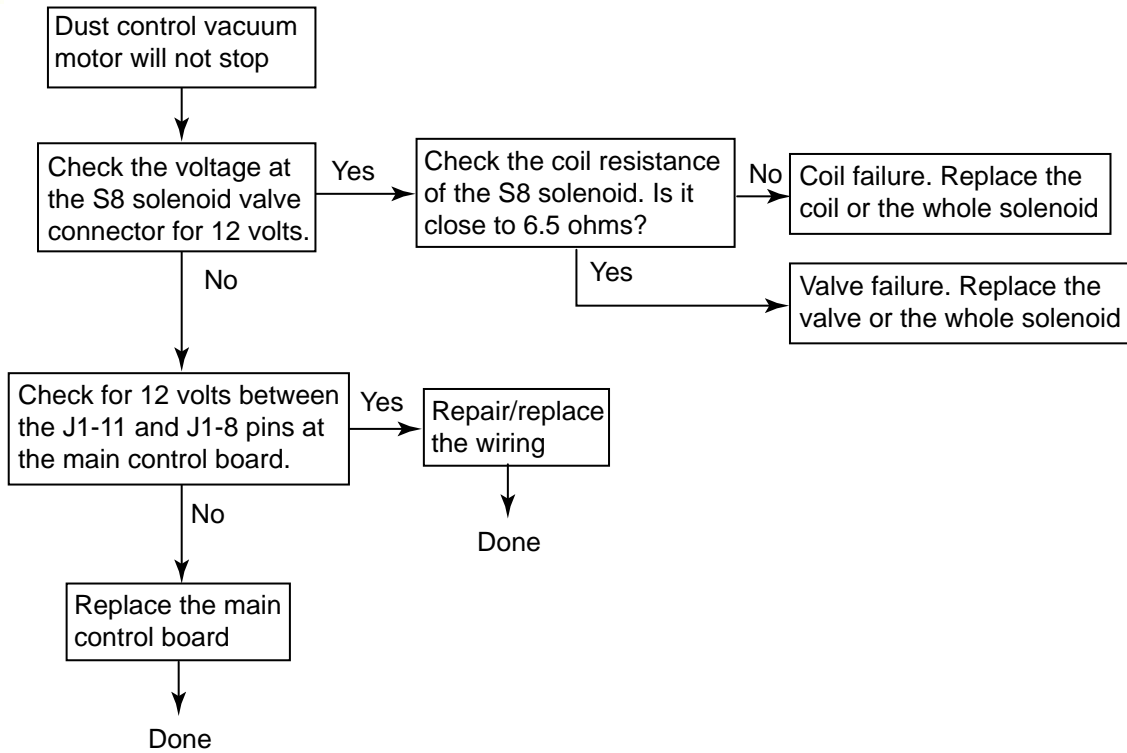 Dust control vacuum
motor will not stop
Check the voltage at
the S8 solenoid valve
connector for 12 volts.
Yes
Check the coil resistance
of the S8 solenoid. Is it
close to 6.5 ohms?
No
Coil failure. Replace the
coil or the whole solenoid
Yes
Valve failure. Replace the
valve or the whole solenoid
No
Check for 12 volts between
the J1-11 and J1-8 pins at
the main control board.
Yes
Repair/replace
the wiring
Done
No
Replace the main
control board
Done